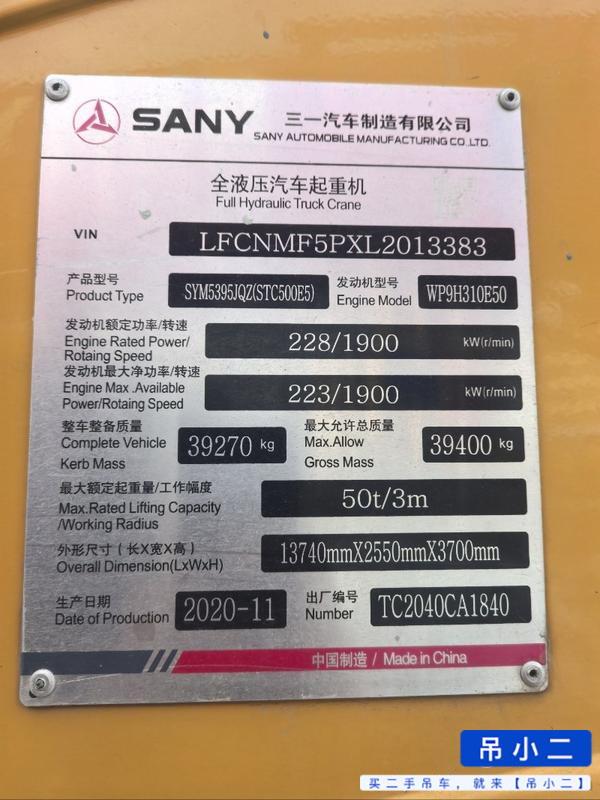 SANY 三一汽车制造有限公司
SANY AUTOMOBILE MANUFACTURING CO.,LTD.
全液压汽车起重机
Full Hydraulic Truck Crane
VIN LFCNMF5PXL2013383
产品型号 发动机型号
Product Type SYM5395JQZ(STC500E5) Engine Model WP9H310E50
发动机额定功率/转速
Engine Rated Power/ 228/1900 kW(r/min)
Rotaing Speed
发动机最大净功率/转速
Engine Max .Available 223/1900 kW(r/min)
Power/Rotaing Speed
整车整备质量 最大允许总质量
Complete Vehicle 39270 kg Max.Allow 39400 kg
Kerb Mass Gross Mass
最大额定起重量/工作幅度
Max.Rated Lifting Capacity 50t/3m
/Working Radius
外形尺寸（长X宽X高）
Overall Dimension(LxWxH) 13740mmX2550mmX3700mm
生产日期 出厂编号
Date of Production 2020-11 Number TC2040CA1840
中国制造 / Made in China
吊小二
买二手吊车，就来【吊小二】